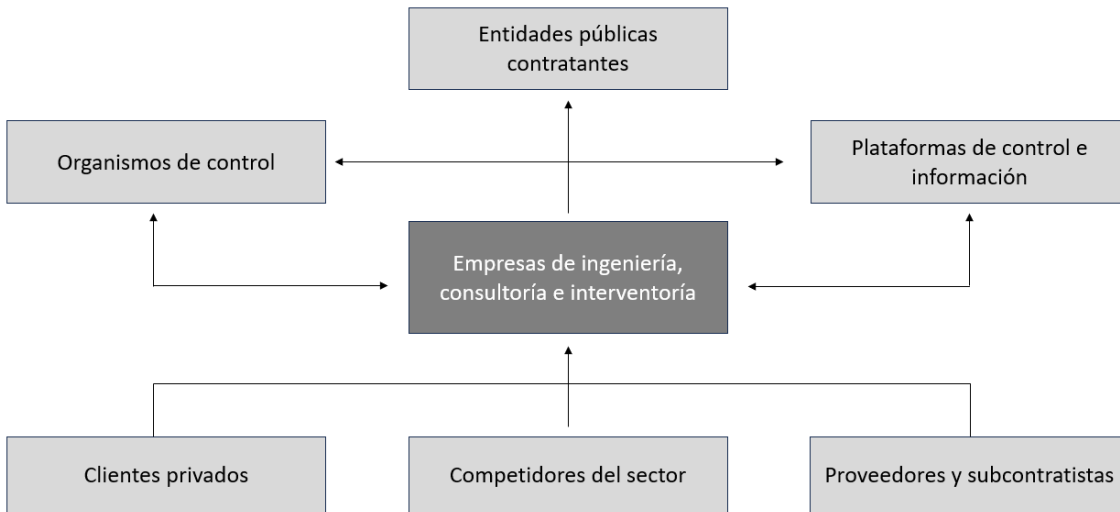 Entidades públicas
contratantes
Organismos de control
Plataformas de control e
información
Empresas de ingeniería,
consultoría e interventoría
Clientes privados
Competidores del sector
Proveedores y subcontratistas